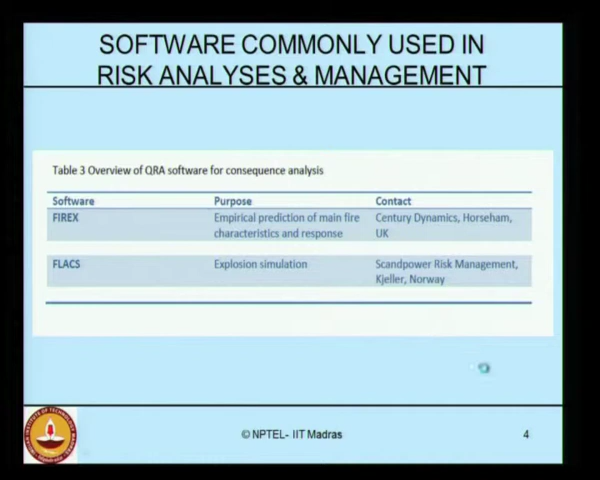 SOFTWARE COMMONLY USED IN
RISK ANALYSES & MANAGEMENT
Table 3 Overview of QRA software for consequence analysis
Software Purpose Contact
FIREX Empirical prediction of main fire Century Dynamics, Horseham,
characteristics and response UK
FLACS Explosion simulation Scandpower Risk Management,
Kjeller, Norway
© NPTEL- IIT Madras 4